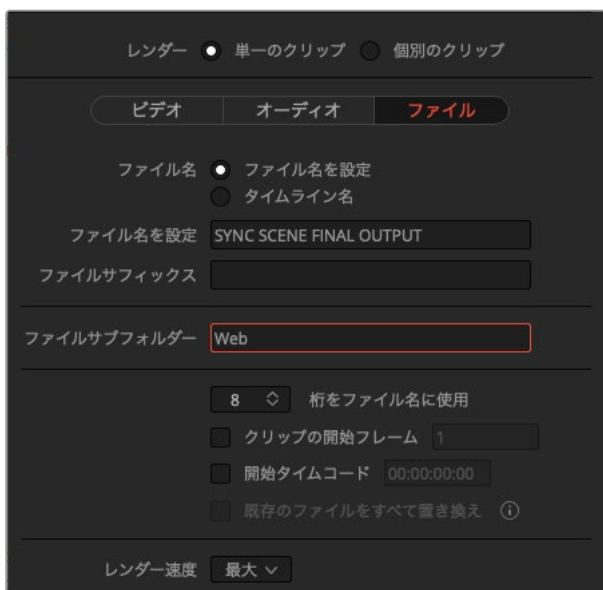 レンダー 単一のクリップ 個別のクリップ
ビデオ オーディオ ファイル
ファイル名 ファイル名を設定
タイムライン名
ファイル名を設定 SYNC SCENE FINAL OUTPUT
ファイルサフィックス
ファイルサブフォルダー Web
8 桁をファイル名に使用
クリップの開始フレーム 1
開始タイムコード 00:00:00:00
既存のファイルをすべて置き換え
レンダー速度 最大